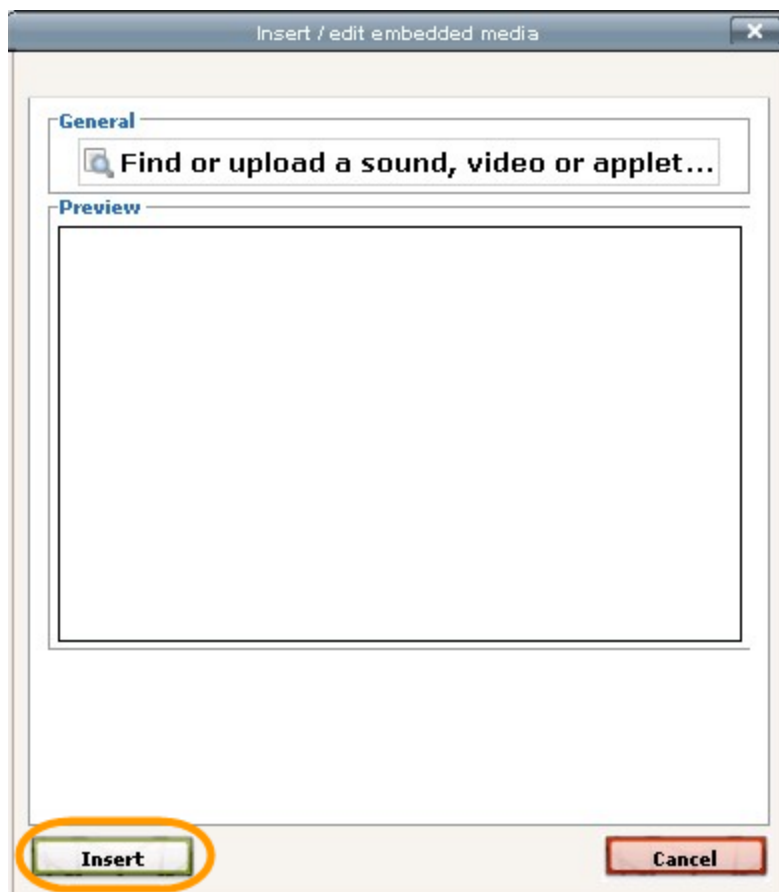 Insert / edit embedded media
General
Find or upload a sound, video or applet...
Preview
Insert
Cancel